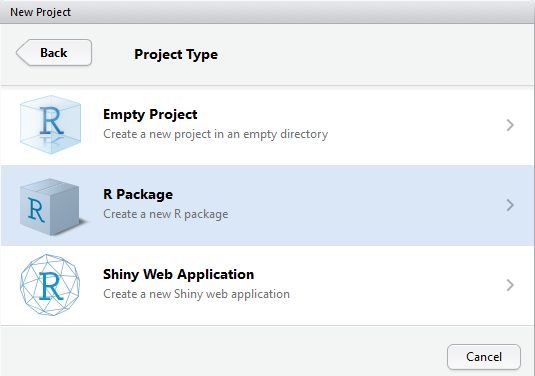 New Project
Back
Project Type
R
Empty Project
Create a new project in an empty directory
R
R Package
Create a new R package
R
Shiny Web Application
Create a new Shiny web application
Cancel